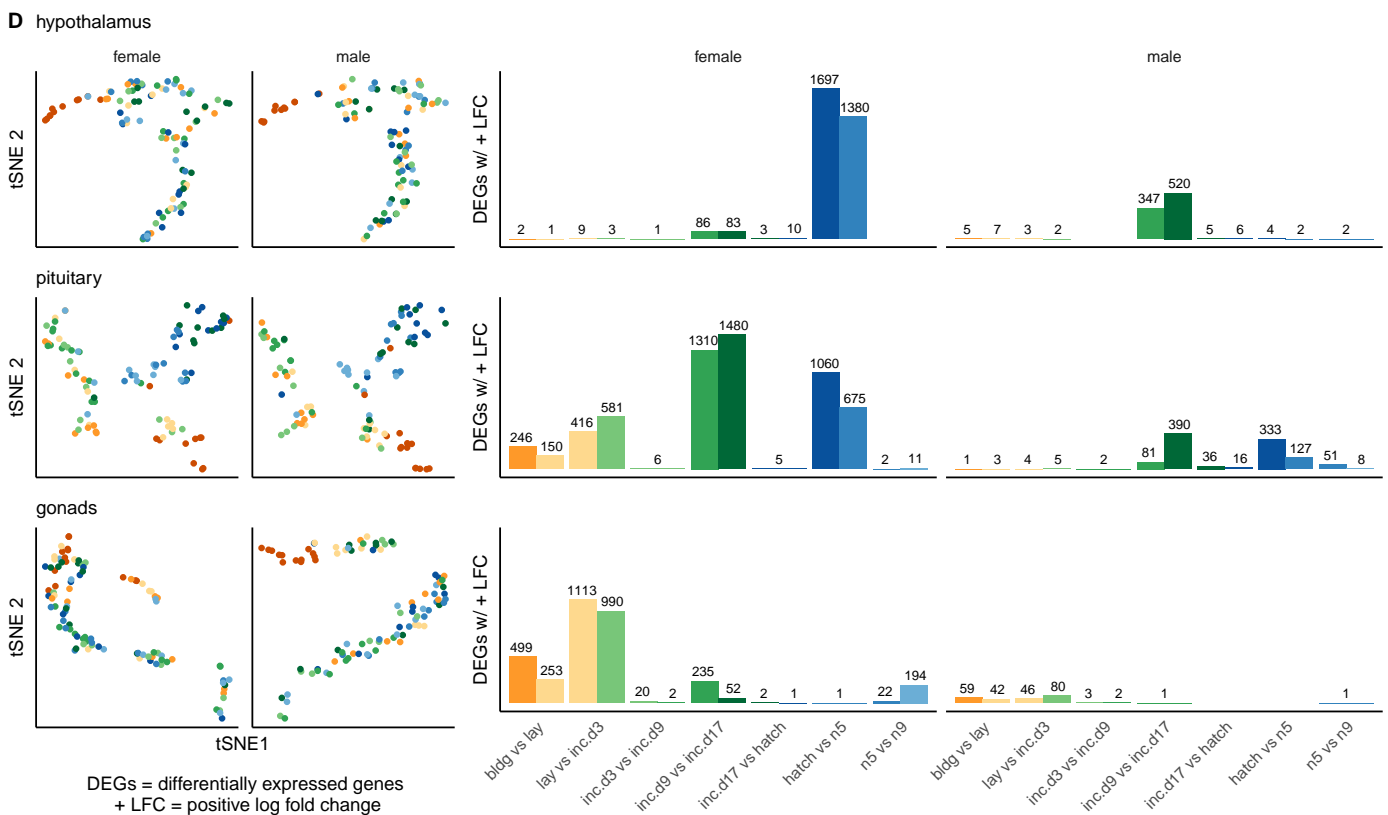 D hypothalamus
female male female male
tSNE 2
DEGs w/ + LFC
2 1 9 3 1 86 83 3 10 1697 1380
5 7 3 2 347 520 5 6 4 2 2
pituitary
tSNE 2
DEGs w/ + LFC
246 150 416 581 6 1310 1480 5 1060 675 2 11
1 3 4 5 2 81 390 36 16 333 127 51 8
gonads
tSNE 2
DEGs w/ + LFC
499 253 1113 990 20 2 235 52 2 1 1 22 194
59 42 46 80 3 2 1 1
tSNE1
bldg vs lay
lay vs inc.d3
inc.d3 vs inc.d9
inc.d9 vs inc.d17
inc.d17 vs hatch
hatch vs n5
n5 vs n9
bldg vs lay
lay vs inc.d3
inc.d3 vs inc.d9
inc.d9 vs inc.d17
inc.d17 vs hatch
hatch vs n5
n5 vs n9
DEGs = differentially expressed genes
+ LFC = positive log fold change